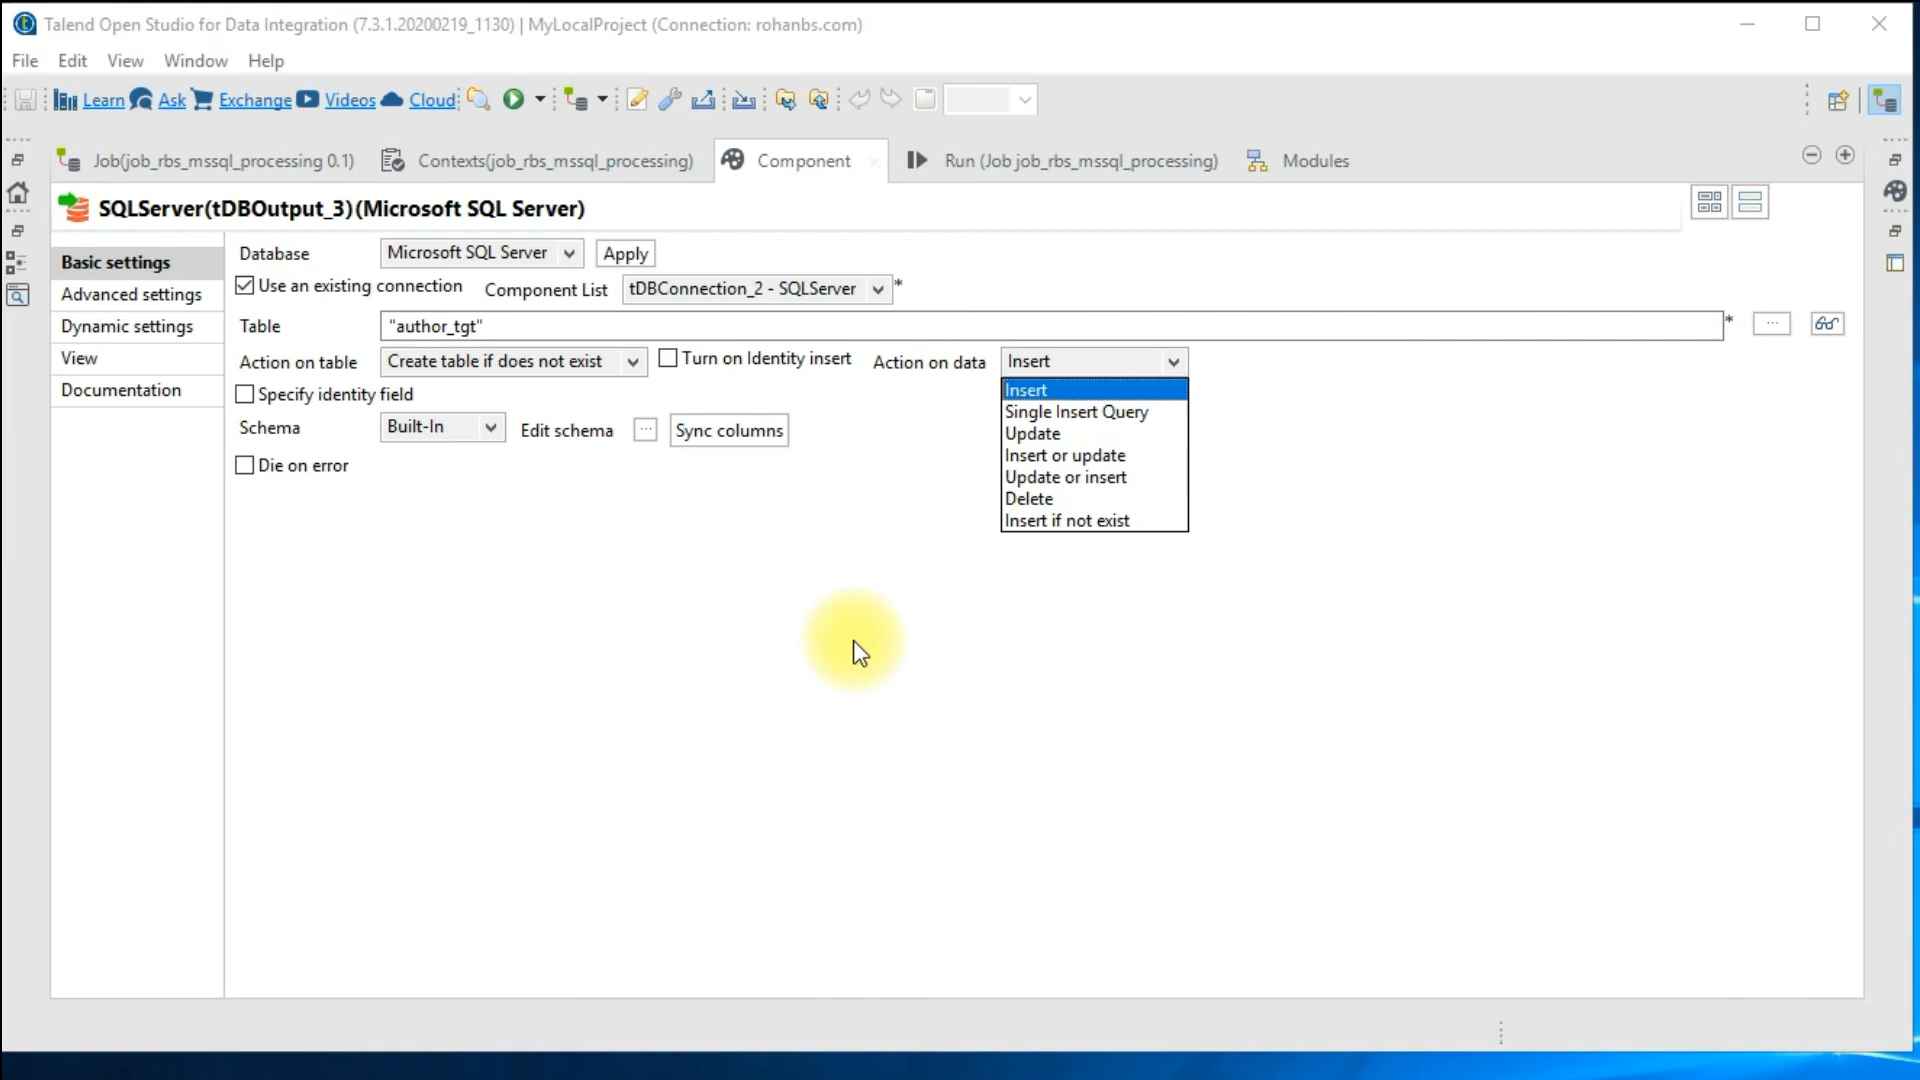 Talend Open Studio for Data Integration (7.3.1.20200219_1130) | MyLocalProject (Connection: rohanbs.com)
File Edit View Window Help
Learn Ask Exchange Videos Cloud
Job(job_rbs_mssql_processing 0.1) Contexts(job_rbs_mssql_processing) Component Run (Job job_rbs_mssql_processing) Modules
SQLServer(tDBOutput_3)(Microsoft SQL Server)
Basic settings
Advanced settings
Dynamic settings
View
Documentation
Database Microsoft SQL Server Apply
Use an existing connection Component List tDBConnection_2 - SQLServer *
Table "author_tgt" * ...
Action on table Create table if does not exist Turn on Identity insert Action on data Insert
Specify identity field
Schema Built-In Edit schema ... Sync columns
Die on error
Insert
Single Insert Query
Update
Insert or update
Update or insert
Delete
Insert if not exist